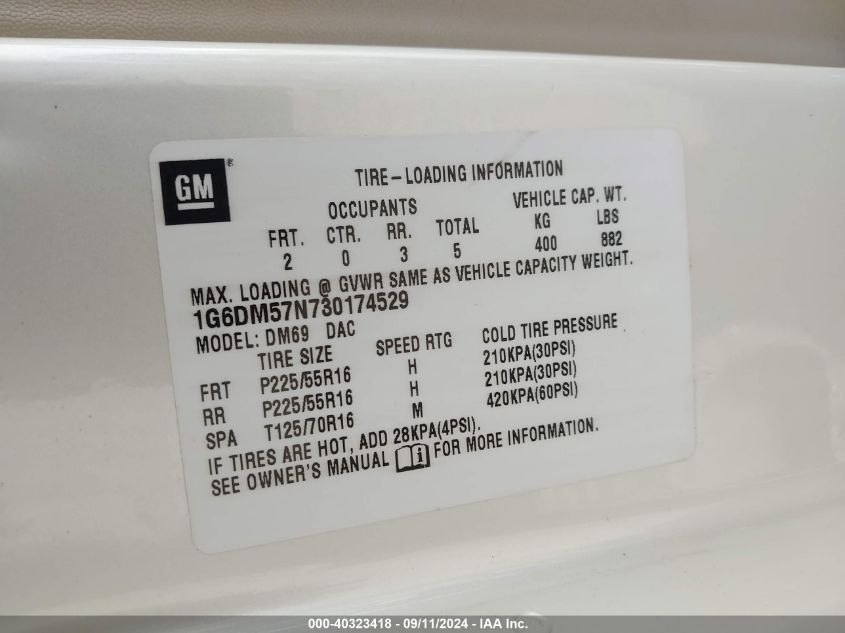 GM®
TIRE-LOADING INFORMATION
OCCUPANTS VEHICLE CAP. WT.
FRT. CTR. RR. TOTAL KG LBS
2 0 3 5 400 882
MAX. LOADING @ GVWR SAME AS VEHICLE CAPACITY WEIGHT.
1G6DM57N730174529
MODEL: DM69 DAC
TIRE SIZE SPEED RTG COLD TIRE PRESSURE
FRT P225/55R16 H 210KPA(30PSI)
RR P225/55R16 H 210KPA(30PSI)
SPA T125/70R16 M 420KPA(60PSI)
IF TIRES ARE HOT, ADD 28KPA(4PSI).
SEE OWNER'S MANUAL i FOR MORE INFORMATION.
000-40323418 - 09/11/2024 - IAA Inc.